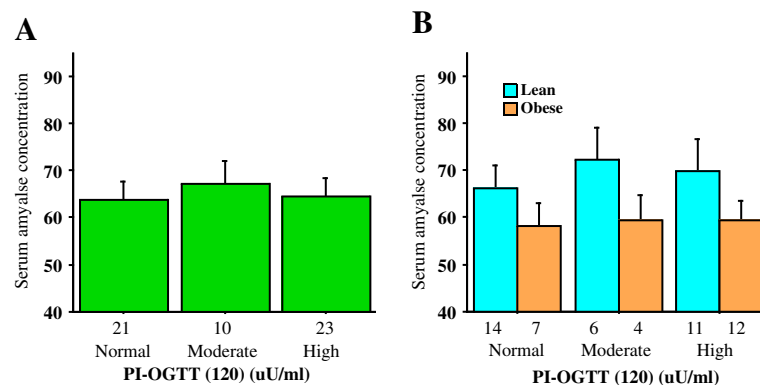 A
Serum amyalse concentration
90
80
70
60
50
40
21 10 23
Normal Moderate High
PI-OGTT (120) (uU/ml)
B
Serum amyalse concentration
Lean
Obese
90
80
70
60
50
40
14 7 6 4 11 12
Normal Moderate High
PI-OGTT (120) (uU/ml)